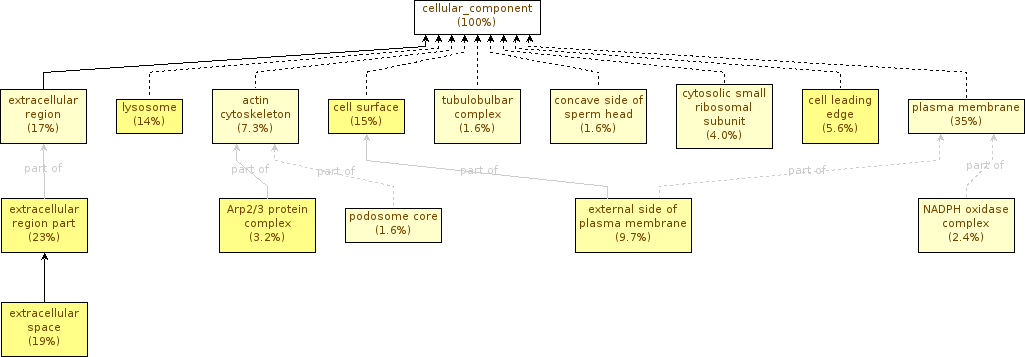 cellular_component
(100%)
extracellular
region
(17%)
lysosome
(14%)
actin
cytoskeleton
(7.3%)
cell surface
(15%)
tubulobulbar
complex
(1.6%)
concave side of
sperm head
(1.6%)
cytosolic small
ribosomal
subunit
(4.0%)
cell leading
edge
(5.6%)
plasma membrane
(35%)
part of
part of
part of
part of
part of
part of
extracellular
region part
(23%)
Arp2/3 protein
complex
(3.2%)
podosome core
(1.6%)
external side of
plasma membrane
(9.7%)
NADPH oxidase
complex
(2.4%)
extracellular
space
(19%)